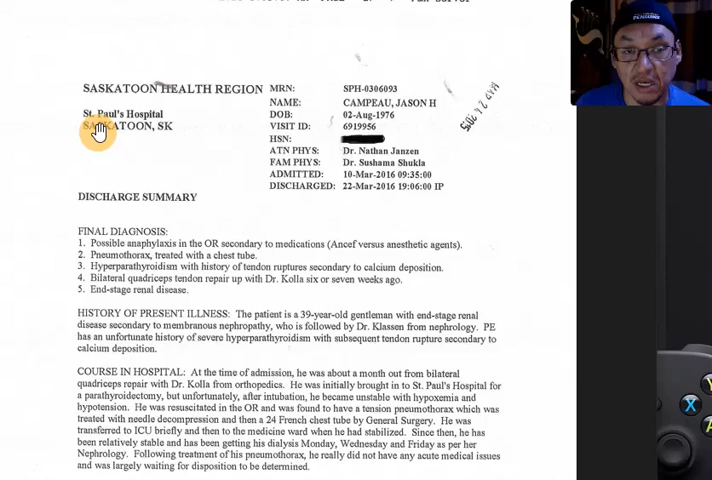 SASKATOON HEALTH REGION
St. Paul's Hospital
SASKATOON, SK
MRN: SPH-0306093
NAME: CAMPEAU, JASON H
DOB: 02-Aug-1976
VISIT ID: 6919956
HSN:
ATN PHYS: Dr. Nathan Janzen
FAM PHYS: Dr. Sushama Shukla
ADMITTED: 10-Mar-2016 09:35:00
DISCHARGED: 22-Mar-2016 19:06:00 IP
DISCHARGE SUMMARY
FINAL DIAGNOSIS:
1. Possible anaphylaxis in the OR secondary to medications (Ancef versus anesthetic agents).
2. Pneumothorax, treated with a chest tube.
3. Hyperparathyroidism with history of tendon ruptures secondary to calcium deposition.
4. Bilateral quadriceps tendon repair up with Dr. Kolla six or seven weeks ago.
5. End-stage renal disease.
HISTORY OF PRESENT ILLNESS: The patient is a 39-year-old gentleman with end-stage renal
disease secondary to membranous nephropathy, who is followed by Dr. Klassen from nephrology. PE
has an unfortunate history of severe hyperparathyroidism with subsequent tendon rupture secondary to
calcium deposition.
COURSE IN HOSPITAL: At the time of admission, he was about a month out from bilateral
quadriceps repair with Dr. Kolla from orthopedics. He was initially brought in to St. Paul's Hospital for
a parathyroidectomy, but unfortunately, after intubation, he became unstable with hypoxemia and
hypotension. He was resuscitated in the OR and was found to have a tension pneumothorax which was
treated with needle decompression and then a 24 French chest tube by General Surgery. He was
transferred to ICU briefly and then to the medicine ward when he had stabilized. Since then, he has
been relatively stable and has been getting his dialysis Monday, Wednesday and Friday as per her
Nephrology. Following treatment of his pneumothorax, he really did not have any acute medical issues
and was largely waiting for disposition to be determined.
X
Y
A